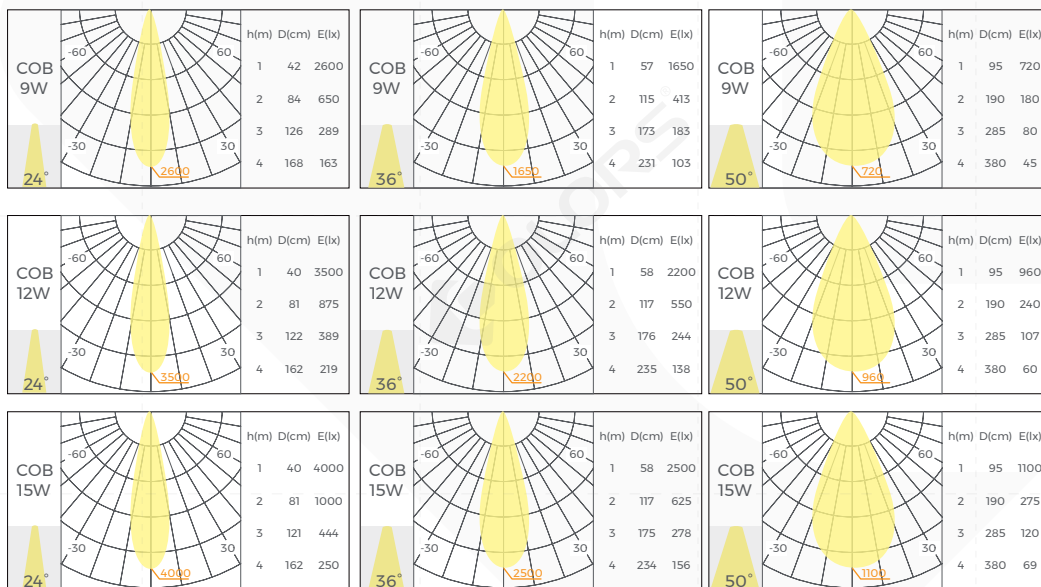 COB
9W
24°
-60
60
-30
30
2600
h(m) D(cm) E(lx)
1 42 2600
2 84 650
3 126 289
4 168 163
COB
9W
36°
-60
60
-30
30
1650
h(m) D(cm) E(lx)
1 57 1650
2 115 413
3 173 183
4 231 103
COB
9W
50°
-60
60
-30
30
720
h(m) D(cm) E(lx)
1 95 720
2 190 180
3 285 80
4 380 45
COB
12W
24°
-60
60
-30
30
3500
h(m) D(cm) E(lx)
1 40 3500
2 81 875
3 122 389
4 162 219
COB
12W
36°
-60
60
-30
30
2200
h(m) D(cm) E(lx)
1 58 2200
2 117 550
3 176 244
4 235 138
COB
12W
50°
-60
60
-30
30
960
h(m) D(cm) E(lx)
1 95 960
2 190 240
3 285 107
4 380 60
COB
15W
24°
-60
60
-30
30
4000
h(m) D(cm) E(lx)
1 40 4000
2 81 1000
3 121 444
4 162 250
COB
15W
36°
-60
60
-30
30
2500
h(m) D(cm) E(lx)
1 58 2500
2 117 625
3 175 278
4 234 156
COB
15W
50°
-60
60
-30
30
1100
h(m) D(cm) E(lx)
1 95 1100
2 190 275
3 285 120
4 380 69